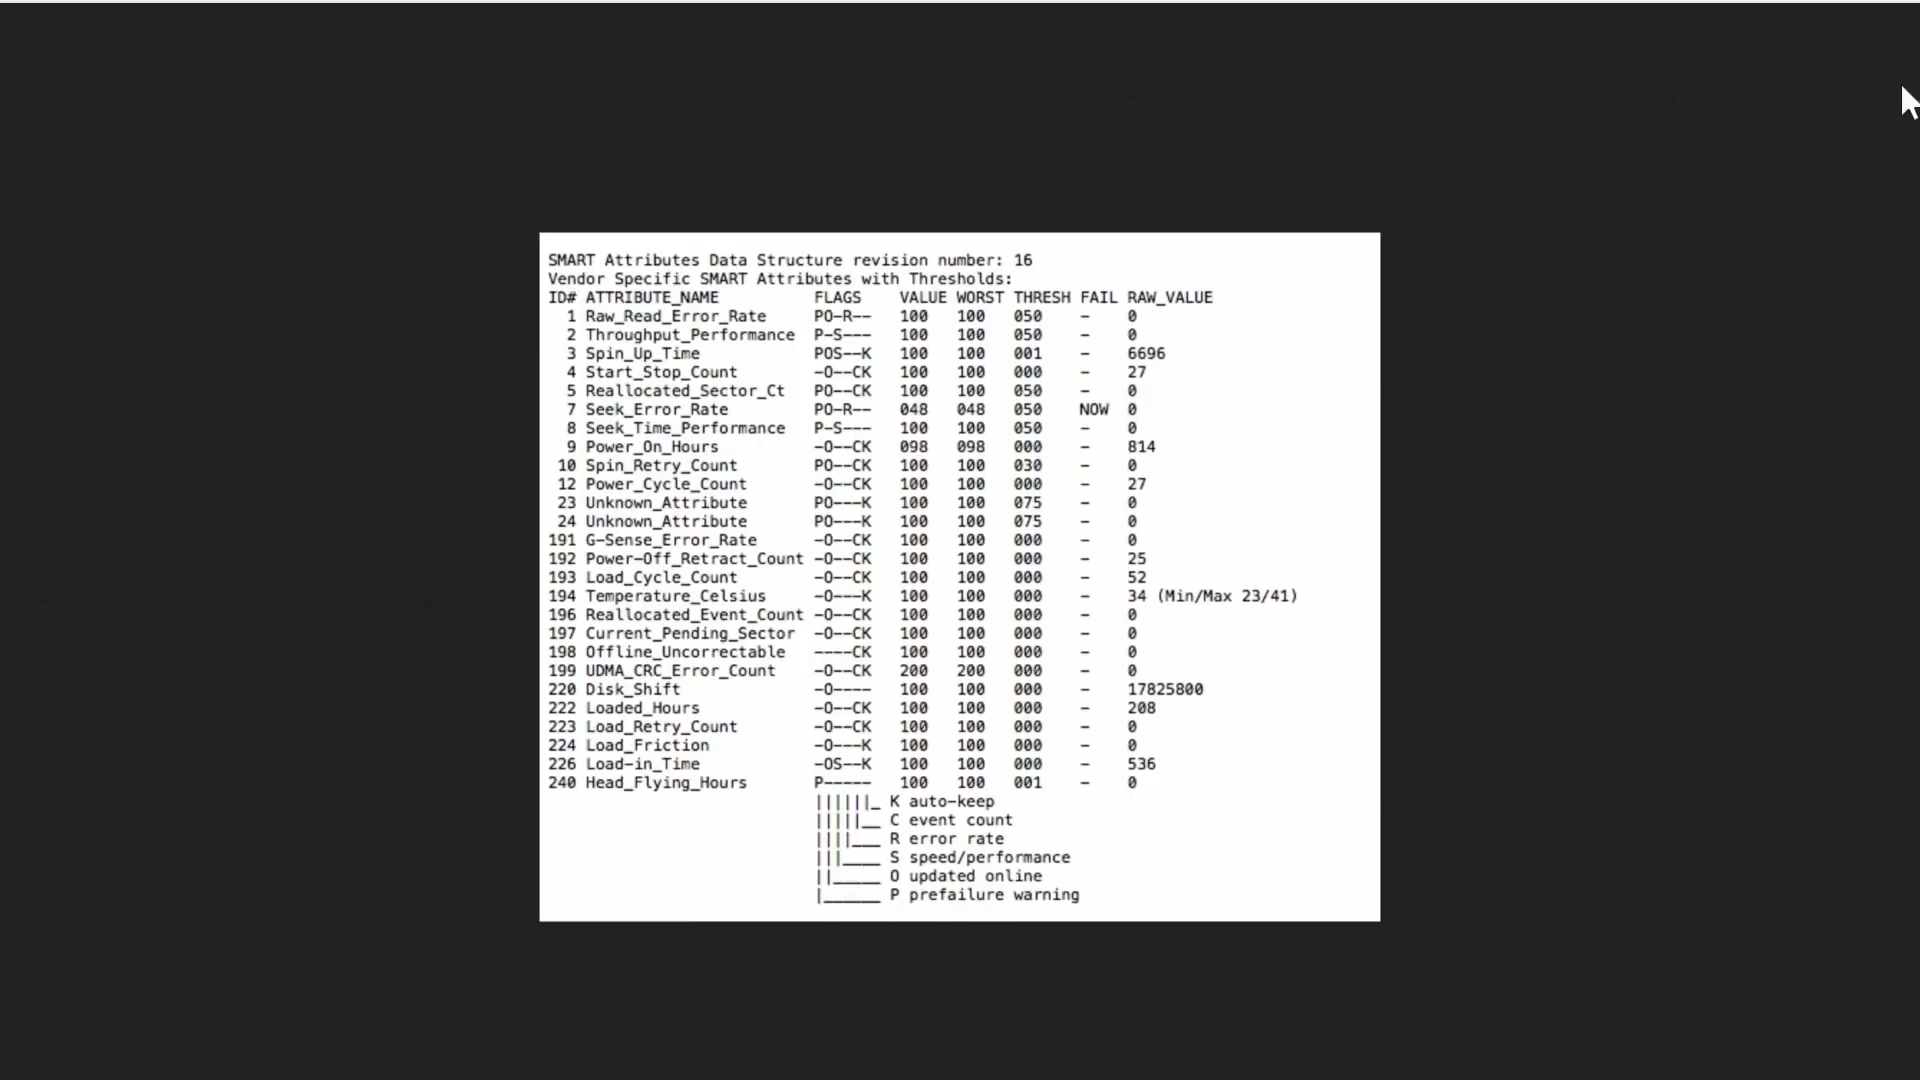 SMART Attributes Data Structure revision number: 16
Vendor Specific SMART Attributes with Thresholds:
ID# ATTRIBUTE_NAME          FLAGS    VALUE WORST THRESH FAIL RAW_VALUE
  1 Raw_Read_Error_Rate     PO-R--   100   100   050    -    0
  2 Throughput_Performance  P-S---   100   100   050    -    0
  3 Spin_Up_Time            POS--K   100   100   001    -    6696
  4 Start_Stop_Count        -O--CK   100   100   000    -    27
  5 Reallocated_Sector_Ct   PO--CK   100   100   050    -    0
  7 Seek_Error_Rate         PO-R--   048   048   050    NOW  0
  8 Seek_Time_Performance   P-S---   100   100   050    -    0
  9 Power_On_Hours          -O--CK   098   098   000    -    814
 10 Spin_Retry_Count        PO--CK   100   100   030    -    0
 12 Power_Cycle_Count       -O--CK   100   100   000    -    27
 23 Unknown_Attribute       PO---K   100   100   075    -    0
 24 Unknown_Attribute       PO---K   100   100   075    -    0
191 G-Sense_Error_Rate      -O--CK   100   100   000    -    0
192 Power-Off_Retract_Count -O--CK   100   100   000    -    25
193 Load_Cycle_Count        -O--CK   100   100   000    -    52
194 Temperature_Celsius     -O---K   100   100   000    -    34 (Min/Max 23/41)
196 Reallocated_Event_Count -O--CK   100   100   000    -    0
197 Current_Pending_Sector  -O--CK   100   100   000    -    0
198 Offline_Uncorrectable   ----CK   100   100   000    -    0
199 UDMA_CRC_Error_Count    -O--CK   200   200   000    -    0
220 Disk_Shift              -O----   100   100   000    -    17825800
222 Loaded_Hours            -O--CK   100   100   000    -    208
223 Load_Retry_Count        -O--CK   100   100   000    -    0
224 Load_Friction           -O---K   100   100   000    -    0
226 Load-in_Time            -OS--K   100   100   000    -    536
240 Head_Flying_Hours       P-----   100   100   001    -    0
                            ||||||_ K auto-keep
                            |||||__ C event count
                            ||||___ R error rate
                            |||____ S speed/performance
                            ||_____ O updated online
                            |______ P prefailure warning